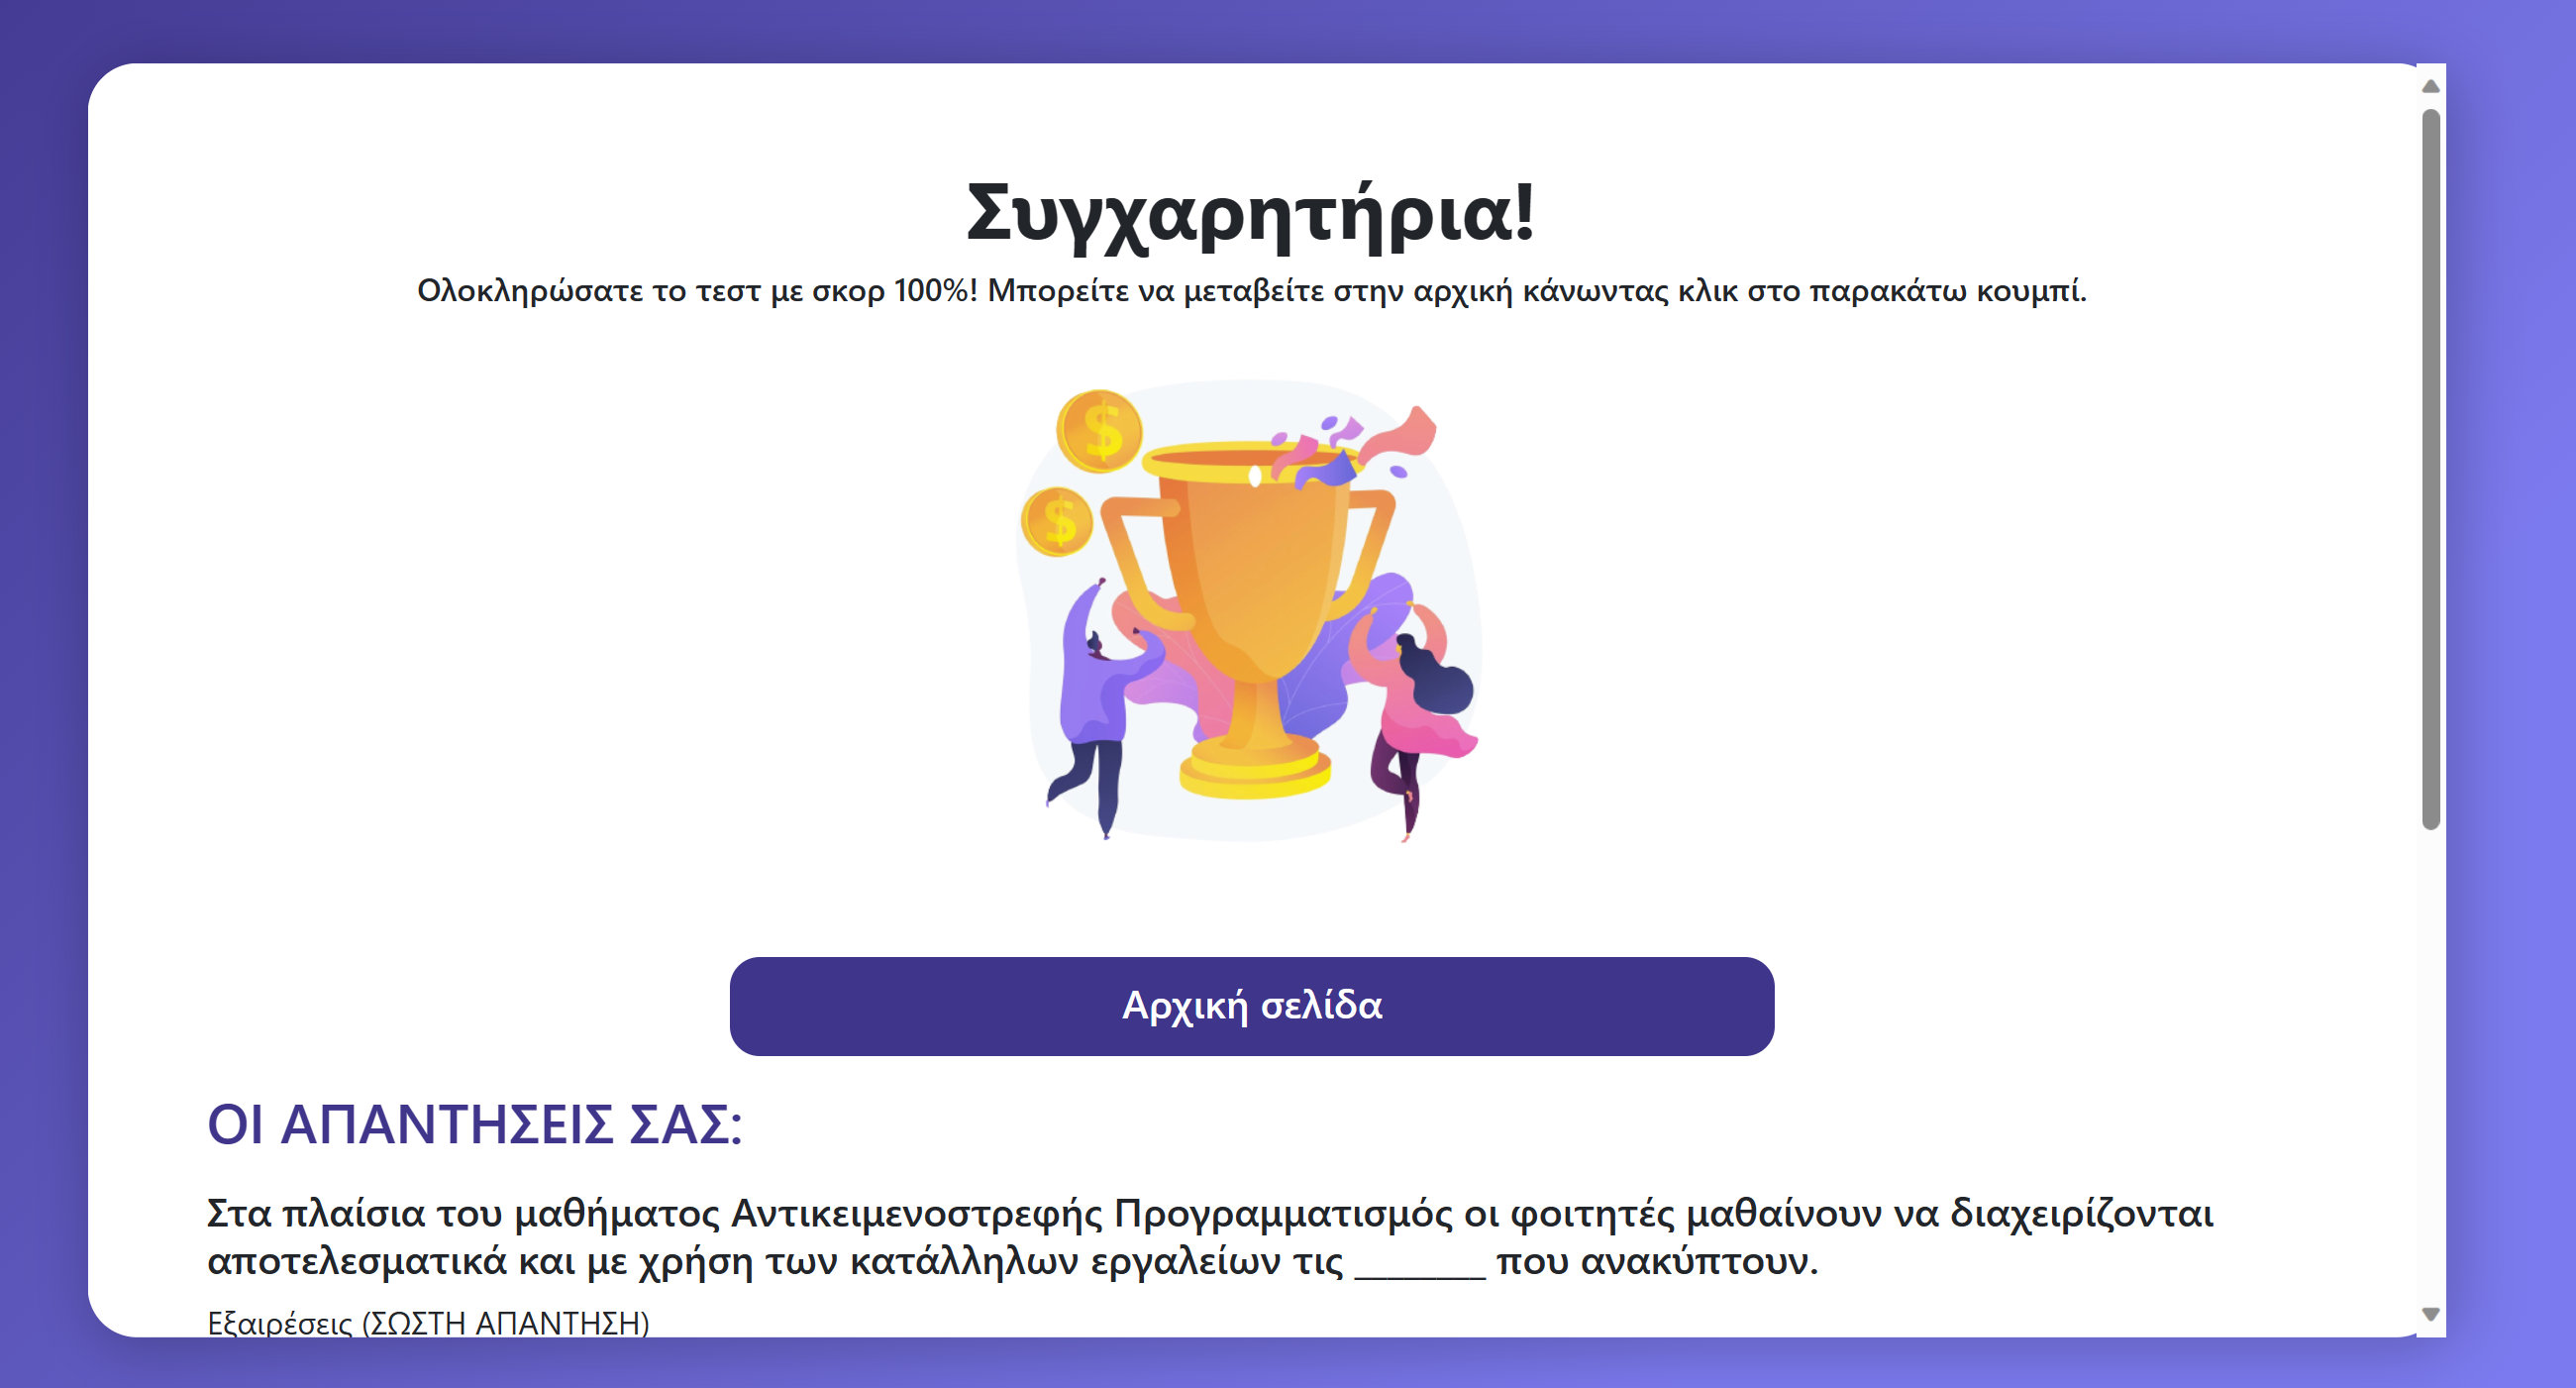 Συγχαρητήρια!
Ολοκληρώσατε το τεστ με σκορ 100%! Μπορείτε να μεταβείτε στην αρχική κάνωντας κλικ στο παρακάτω κουμπί.
$
$
Αρχική σελίδα
ΟΙ ΑΠΑΝΤΗΣΕΙΣ ΣΑΣ:
Στα πλαίσια του μαθήματος Αντικειμενοστρεφής Προγραμματισμός οι φοιτητές μαθαίνουν να διαχειρίζονται
αποτελεσματικά και με χρήση των κατάλληλων εργαλείων τις ________ που ανακύπτουν.
Εξαιρέσεις (ΣΩΣΤΗ ΑΠΑΝΤΗΣΗ)